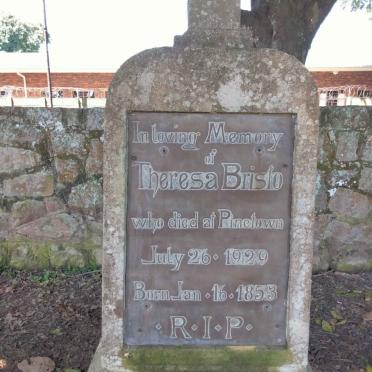 In loving Memory
of
Theresa Bristo
who died at Pinetown
July · 26 · 1929
Born Jan · 16 · 1853
· R · I · P ·